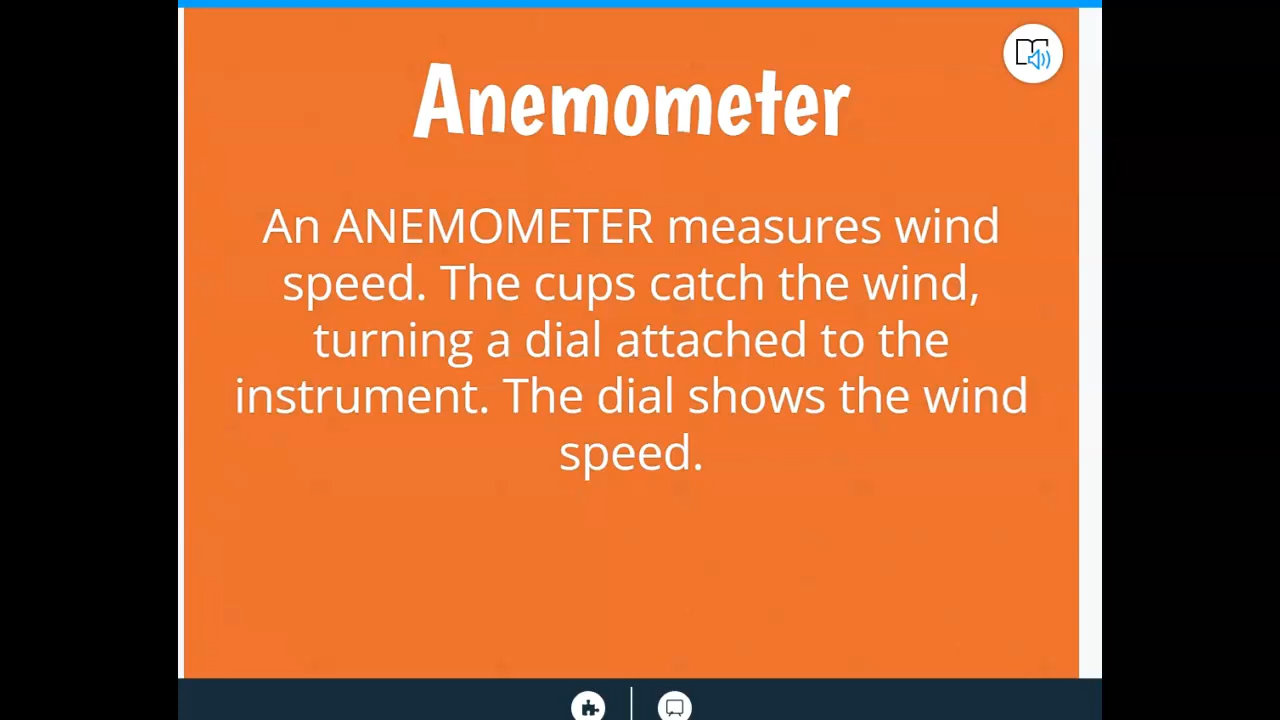 Anemometer
An ANEMOMETER measures wind
speed. The cups catch the wind,
turning a dial attached to the
instrument. The dial shows the wind
speed.